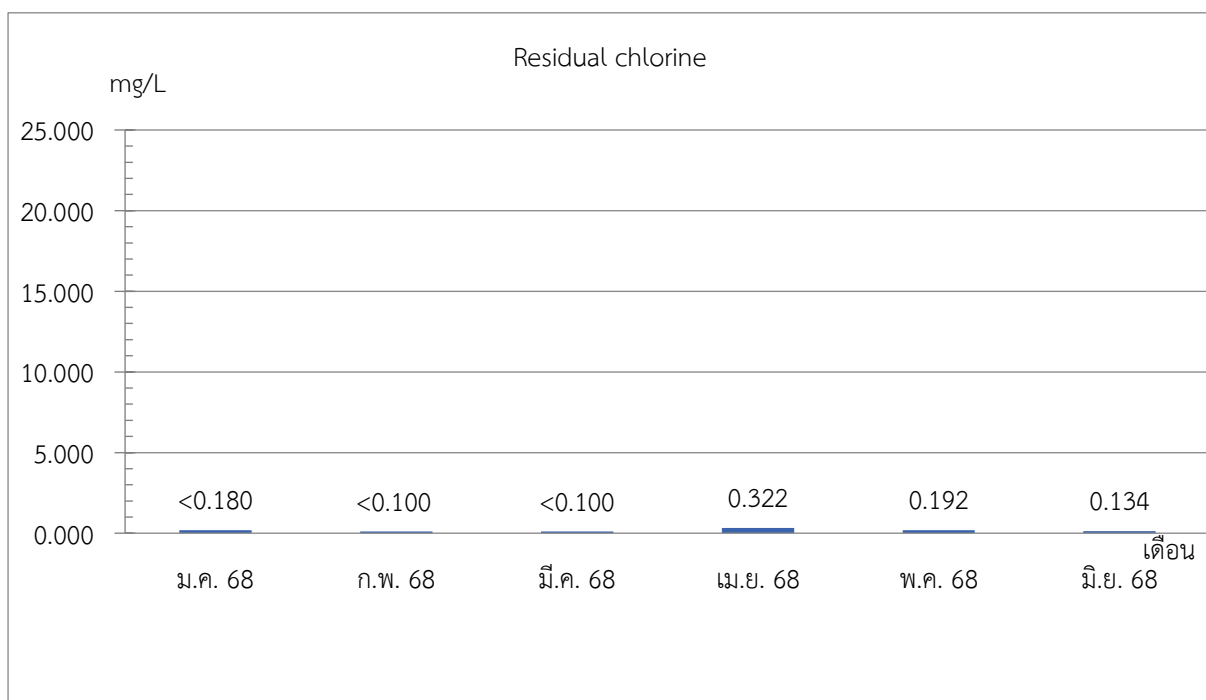 Residual chlorine
mg/L
25.000
20.000
15.000
10.000
5.000
0.000
<0.180 <0.100 <0.100 0.322 0.192 0.134
เดือน
ม.ค. 68 ก.พ. 68 มี.ค. 68 เม.ย. 68 พ.ค. 68 มิ.ย. 68